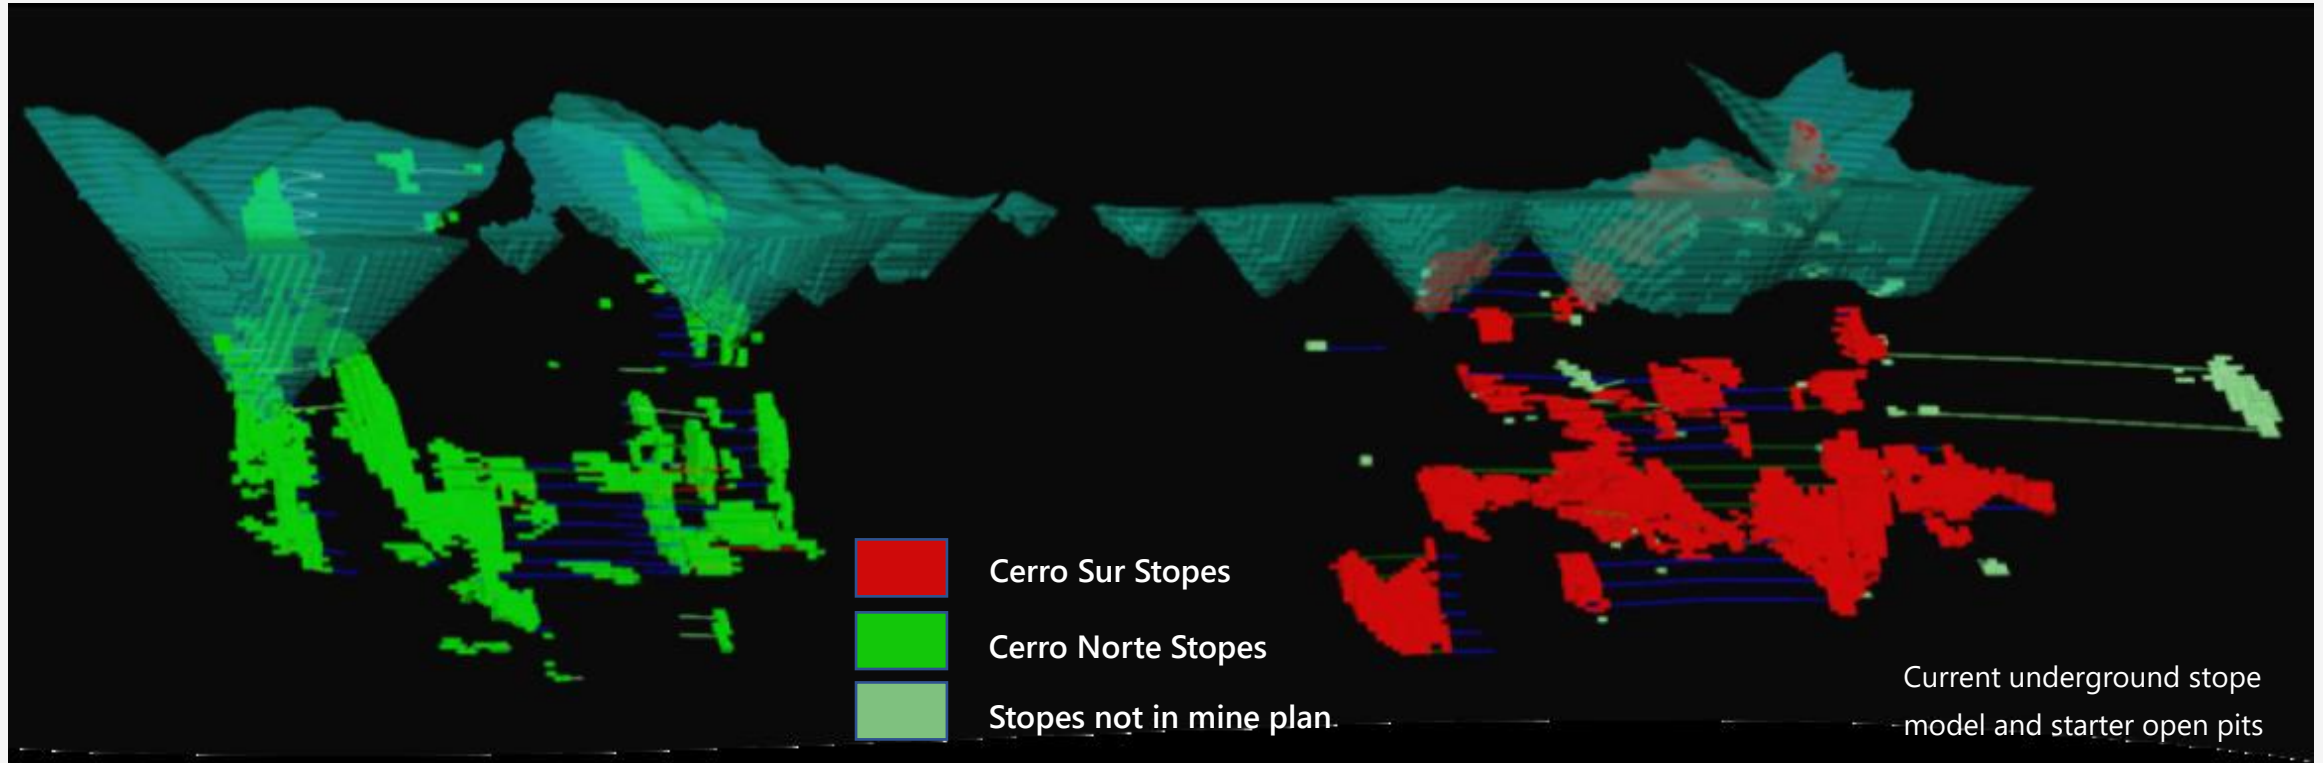 Cerro Sur Stopes
Cerro Norte Stopes
Stopes not in mine plan
Current underground stope
model and starter open pits